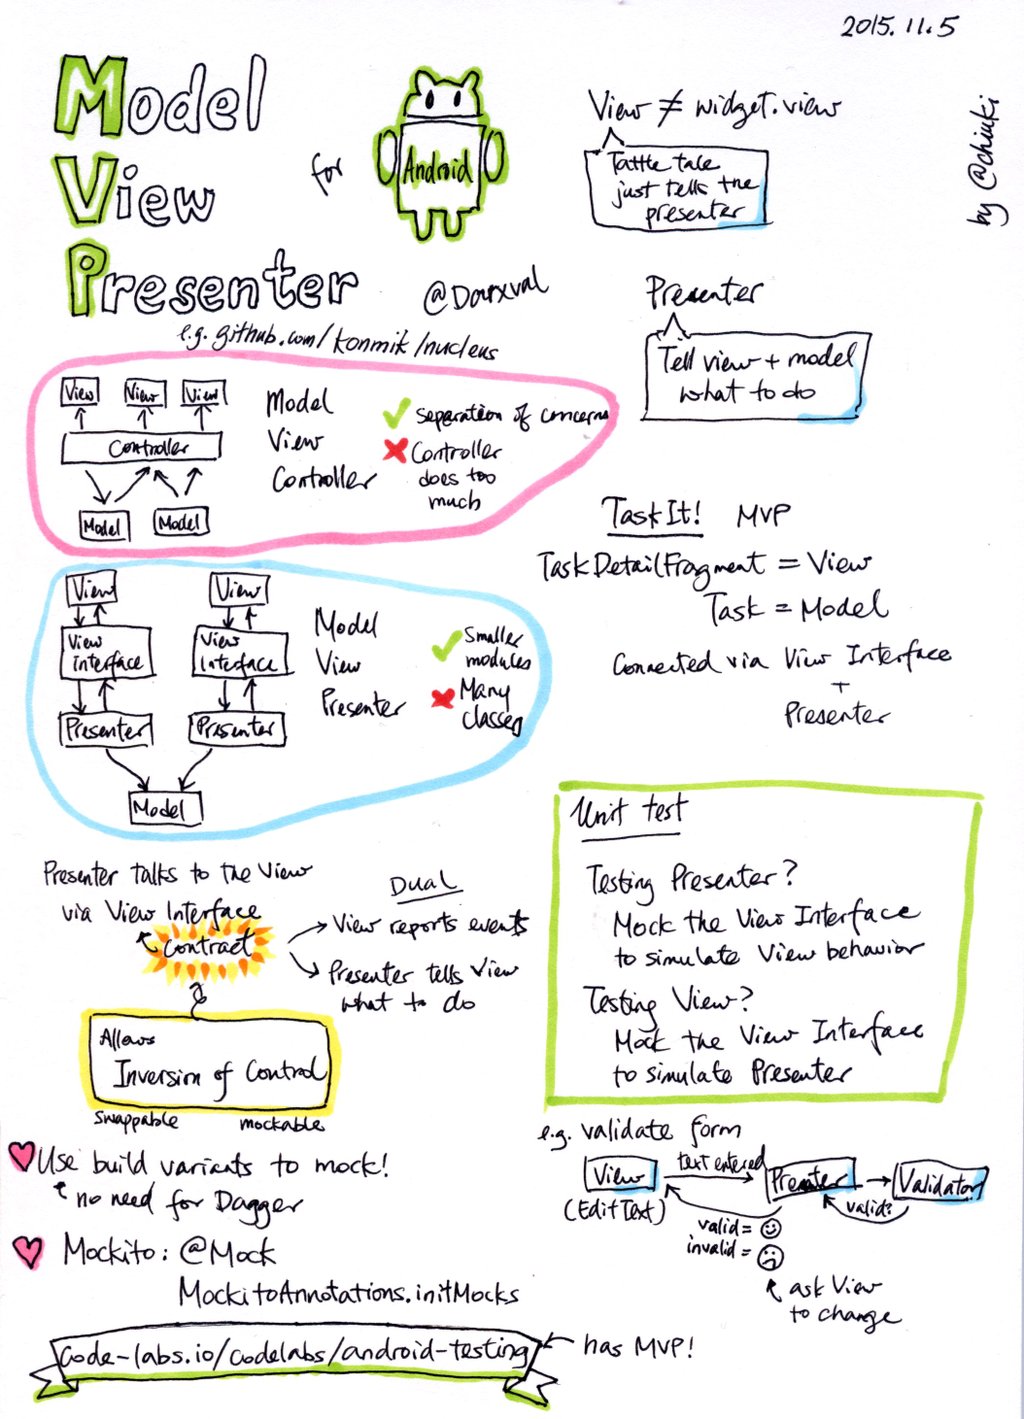 2015.11.5
by @chiuki
Model
View
Presenter
for
Android
@Darxval
e.g. github.com/konmik/nucleus
View ≠ widget.view
Tattle tale
just tells the
presenter
Presenter
Tell view + model
what to do
View View View
Controller
Model Model
Model
View
Controller
✓ separation of concerns
✗ Controller
does too
much
View View
View
Interface
View
Interface
Presenter Presenter
Model
Model
View
Presenter
✓ Smaller
modules
✗ Many
classes
TaskIt! MVP
TaskDetailFragment = View
Task = Model
Connected via View Interface
+
Presenter
Presenter talks to the View
via View Interface
Contract
Dual
View reports events
Presenter tells View
what to do
Allows
Inversion of Control
swappable mockable
Use build variants to mock!
no need for Dagger
Mockito: @Mock
MockitoAnnotations.initMocks
code-labs.io/codelabs/android-testing
has MVP!
Unit test
Testing Presenter?
Mock the View Interface
to simulate View behavior
Testing View?
Mock the View Interface
to simulate Presenter
e.g. validate form
View
(EditText)
text entered
Presenter
Validator
valid?
valid = ☺
invalid = ☹
ask View
to change